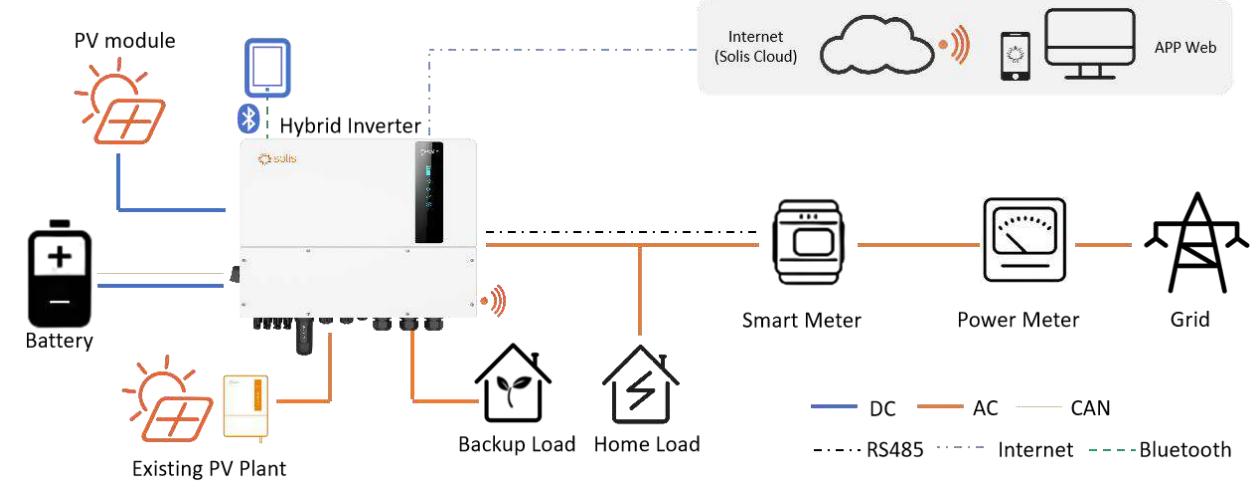 PV module
Internet
(Solis Cloud)
APP Web
Hybrid Inverter
solis
Battery
Smart Meter
Power Meter
Grid
Existing PV Plant
Backup Load
Home Load
DC
AC
CAN
RS485
Internet
Bluetooth